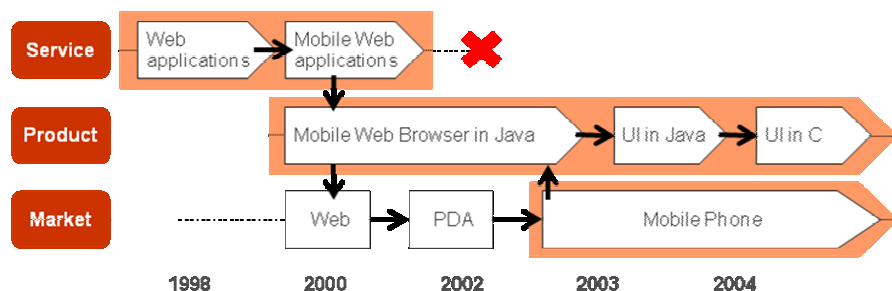 Service
Web
applications
Mobile Web
applications
Product
Mobile Web Browser in Java
UI in Java
UI in C
Market
Web
PDA
Mobile Phone
1998
2000
2002
2003
2004